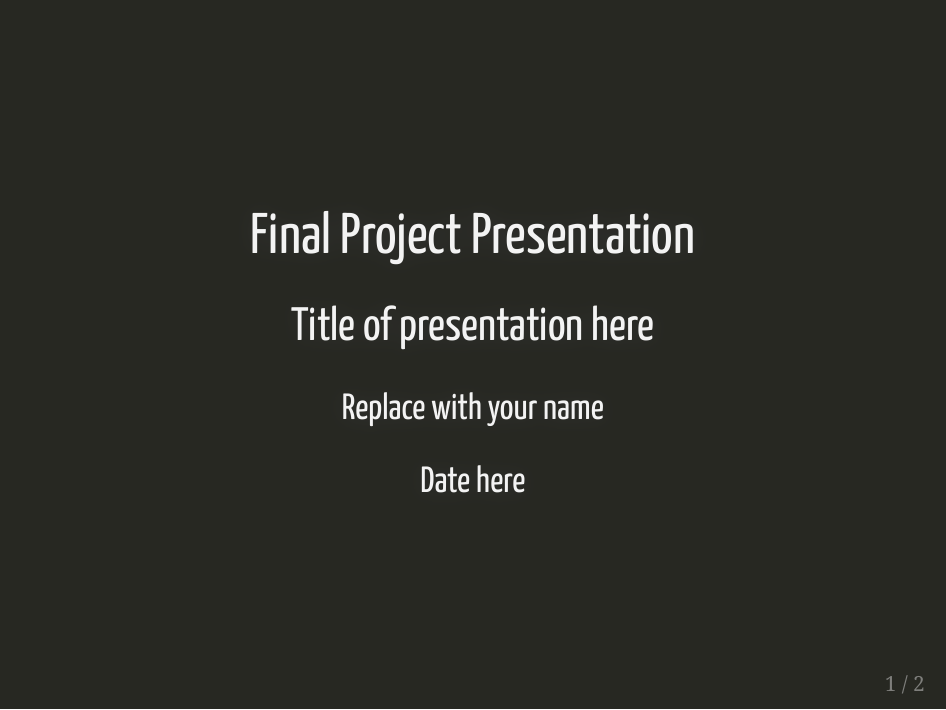 Final Project Presentation
Title of presentation here
Replace with your name
Date here
1 / 2